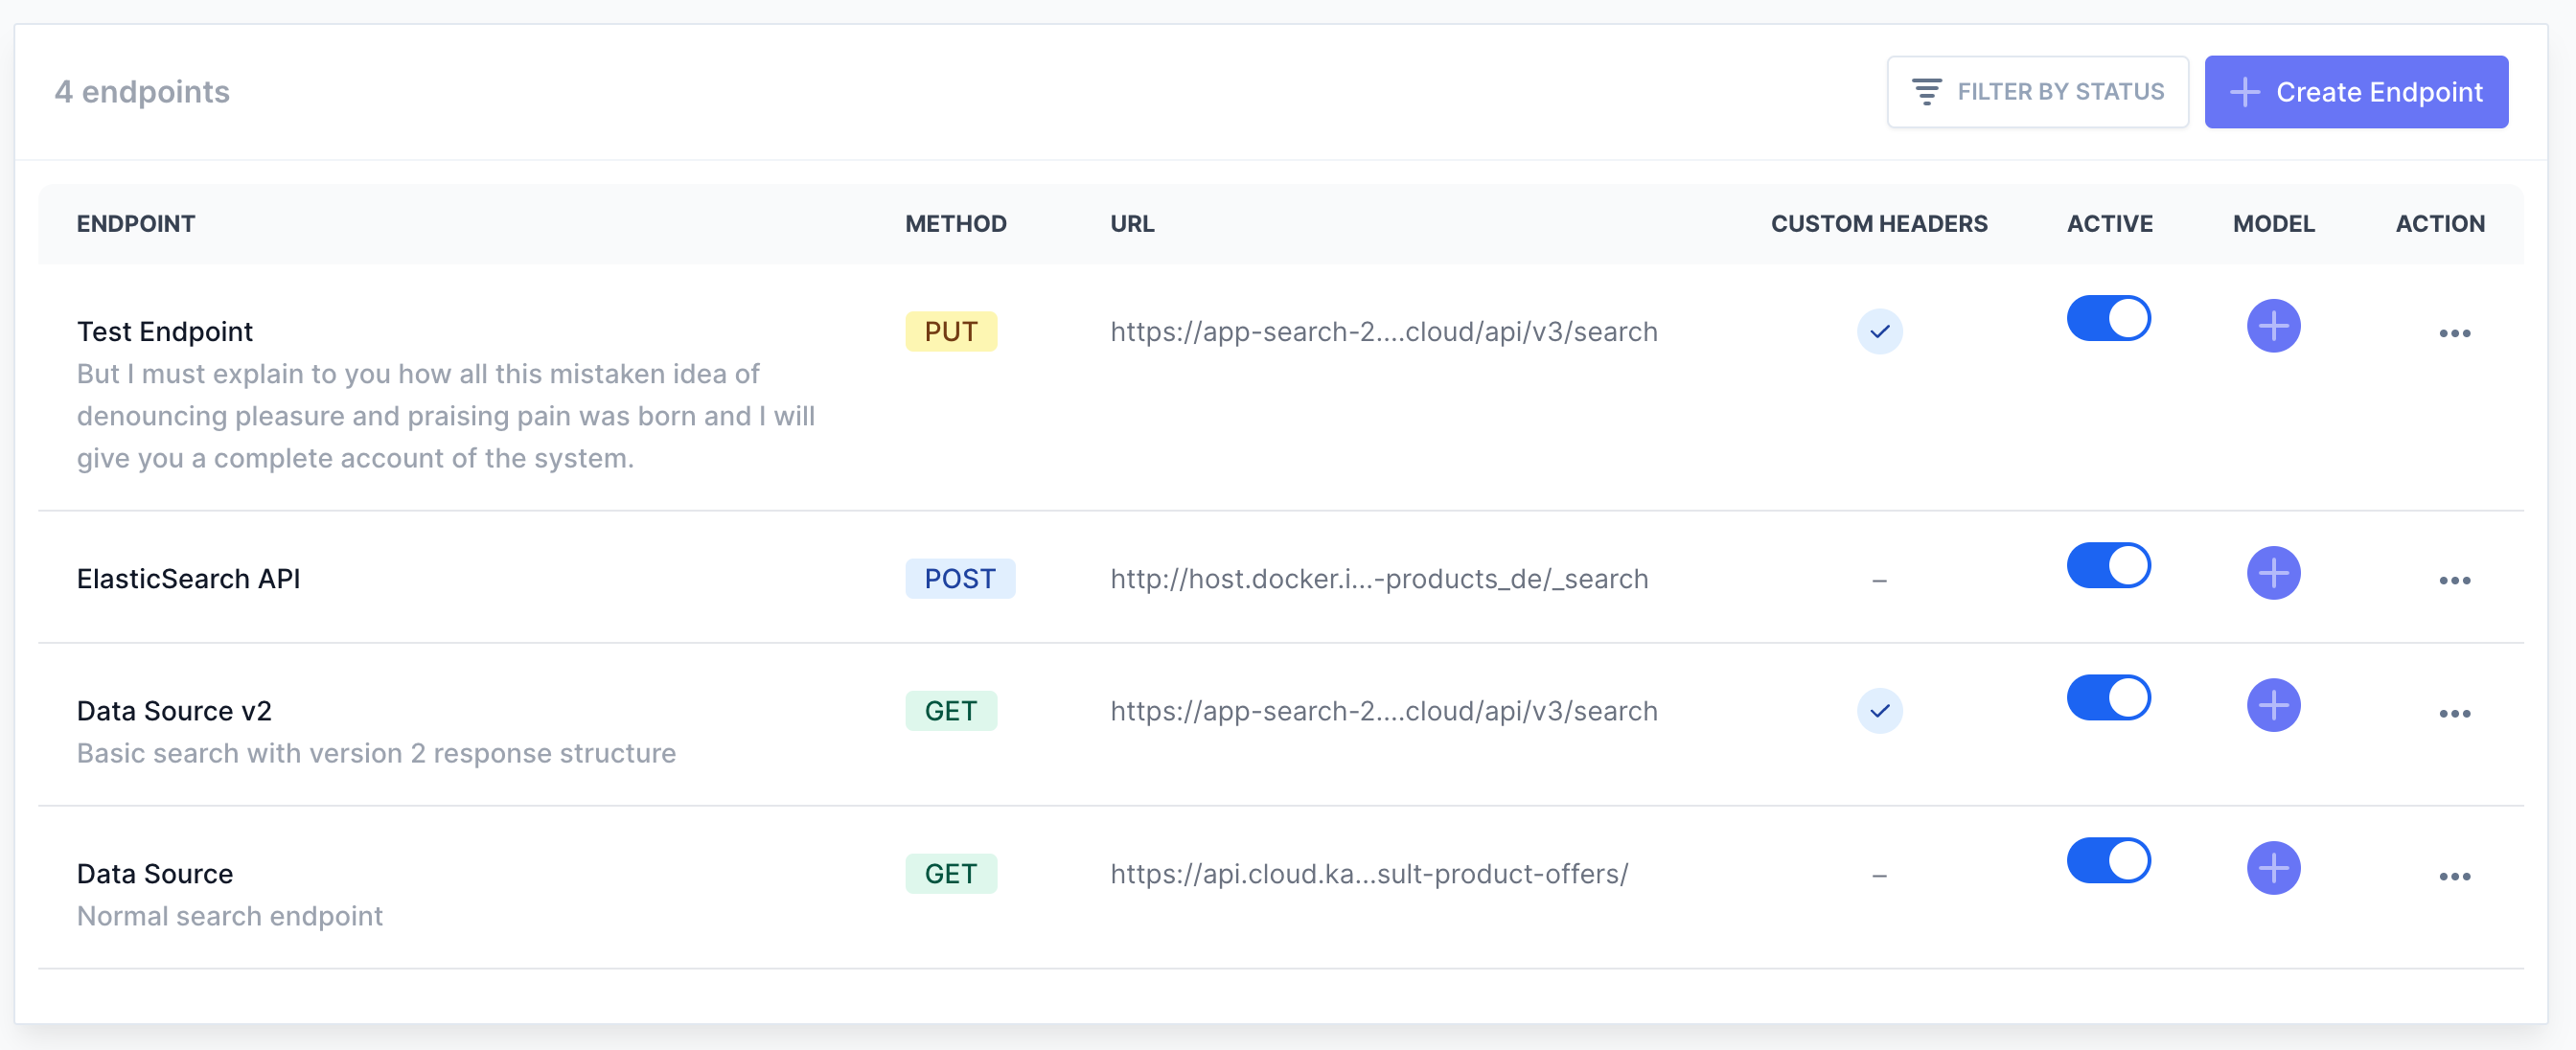 4 endpoints
FILTER BY STATUS
Create Endpoint
ENDPOINT METHOD URL CUSTOM HEADERS ACTIVE MODEL ACTION
Test Endpoint PUT https://app-search-2....cloud/api/v3/search
But I must explain to you how all this mistaken idea of
denouncing pleasure and praising pain was born and I will
give you a complete account of the system.
ElasticSearch API POST http://host.docker.i...-products_de/_search –
Data Source v2 GET https://app-search-2....cloud/api/v3/search
Basic search with version 2 response structure
Data Source GET https://api.cloud.ka...sult-product-offers/ –
Normal search endpoint